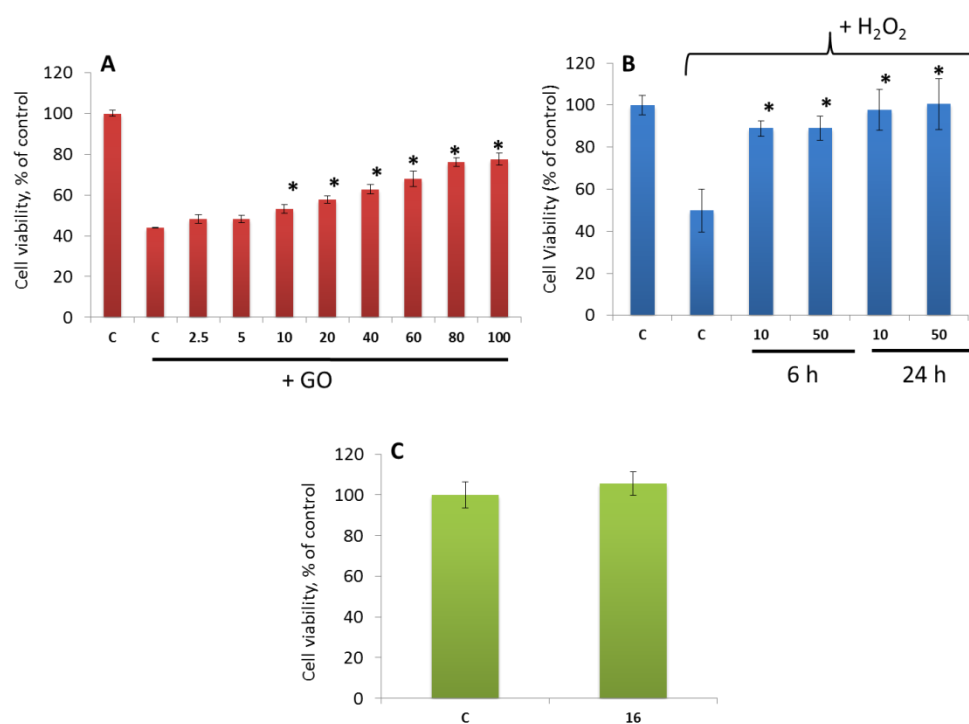 A
Cell viability, % of control
120
100
80
60
40
20
0
* * * * * *
C C 2.5 5 10 20 40 60 80 100
+ GO
+ H₂O₂
B
Cell Viability (% of control)
120
100
80
60
40
20
0
* * * *
C C 10 50 10 50
6 h 24 h
C
Cell viability, % of control
120
100
80
60
40
20
0
C 16